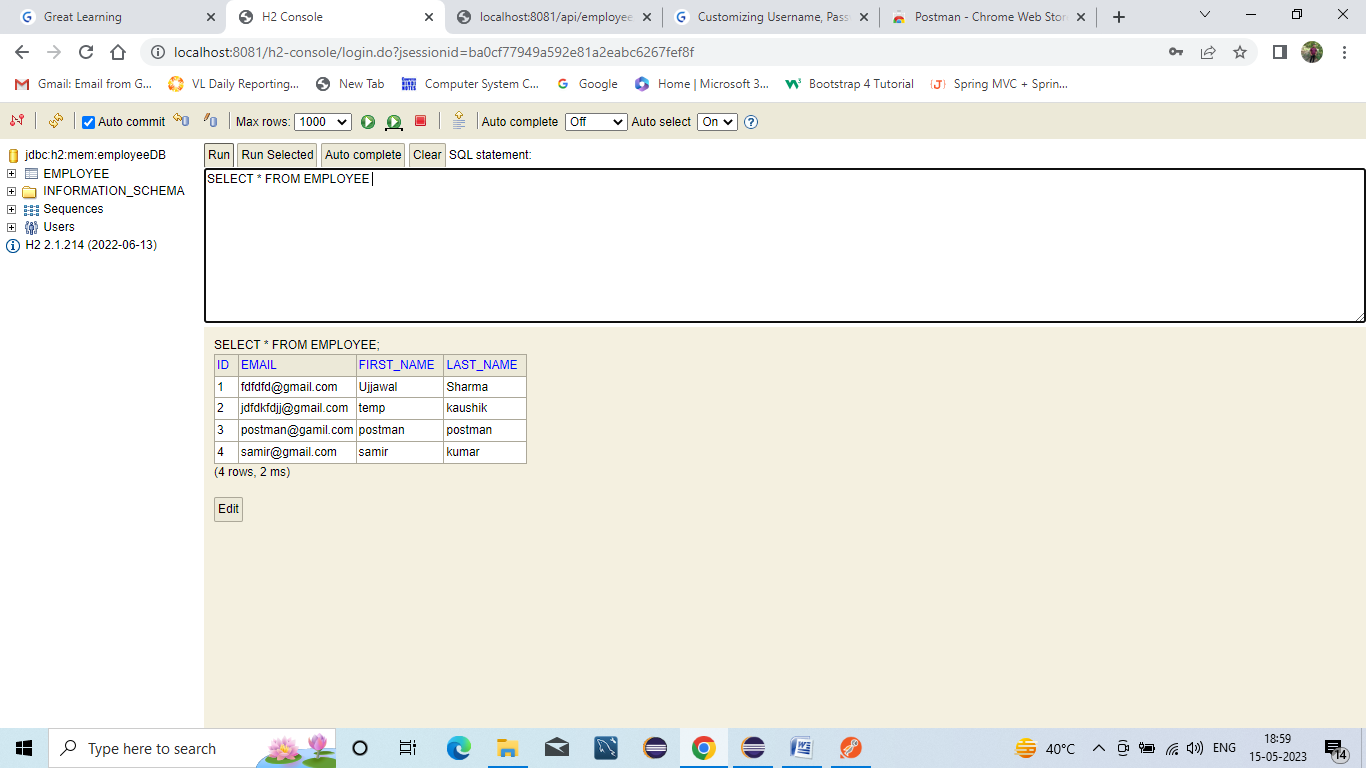 Great Learning
H2 Console
localhost:8081/api/employee
Customizing Username, Pass
Postman - Chrome Web Stor
localhost:8081/h2-console/login.do?jsessionid=ba0cf77949a592e81a2eabc6267fef8f
Gmail: Email from G...
VL Daily Reporting...
New Tab
Computer System C...
Google
Home | Microsoft 3...
Bootstrap 4 Tutorial
Spring MVC + Sprin...
Auto commit
Max rows: 1000
Auto complete Off
Auto select On
jdbc:h2:mem:employeeDB
EMPLOYEE
INFORMATION_SCHEMA
Sequences
Users
H2 2.1.214 (2022-06-13)
Run Run Selected Auto complete Clear SQL statement:
SELECT * FROM EMPLOYEE
SELECT * FROM EMPLOYEE;
ID EMAIL FIRST_NAME LAST_NAME
1 fdfdfd@gmail.com Ujjawal Sharma
2 jdfdkfdjj@gmail.com temp kaushik
3 postman@gamil.com postman postman
4 samir@gmail.com samir kumar
(4 rows, 2 ms)
Edit
Type here to search
40°C
ENG
18:59
15-05-2023
14